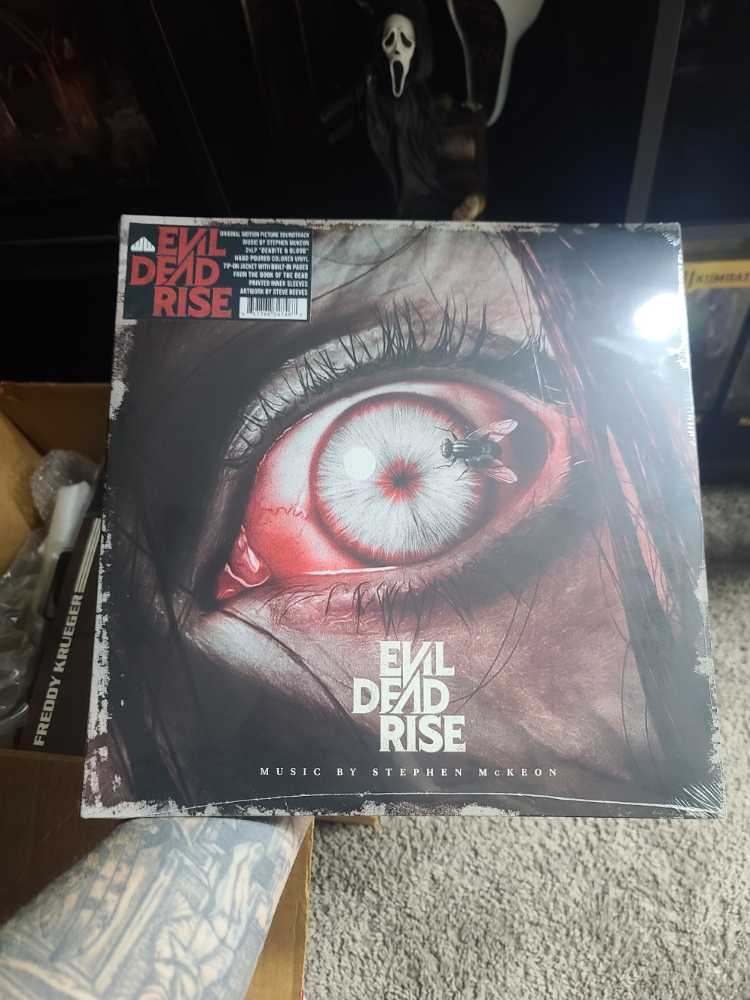 EVIL
DEAD
RISE
ORIGINAL MOTION PICTURE SOUNDTRACK
MUSIC BY STEPHEN McKEON
2xLP "DEADITE & BLOOD"
HAND POURED COLORED VINYL
TIP-ON JACKET WITH BUILT-IN PAGES
FROM THE BOOK OF THE DEAD
PRINTED INNER SLEEVES
ARTWORK BY STEVE REEVES
KOMBAT
FREDDY KRUEGER
EVIL
DEAD
RISE
MUSIC BY STEPHEN McKEON